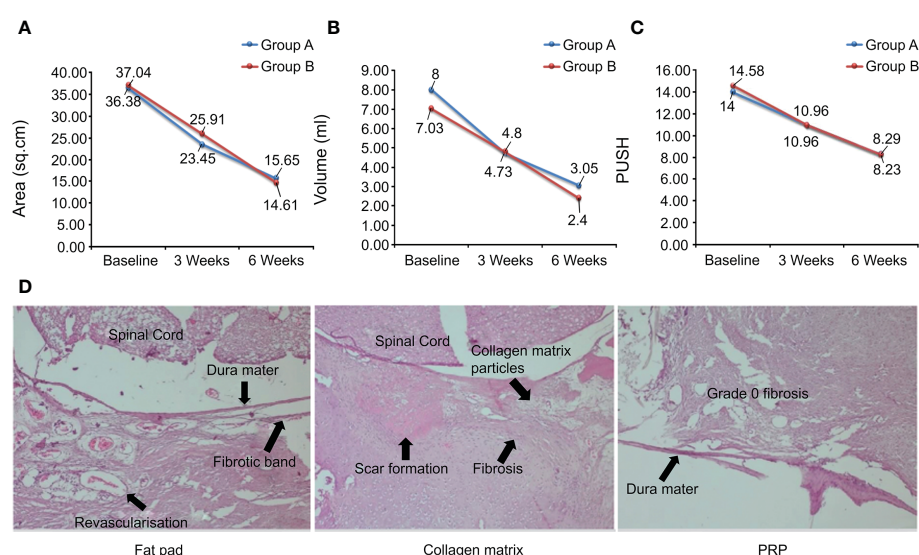 A
Group A
Group B
40.00
35.00
30.00
25.00
20.00
15.00
10.00
5.00
0.00
Area (sq.cm)
37.04
36.38
25.91
23.45
15.65
14.61
Baseline
3 Weeks
6 Weeks
B
Group A
Group B
9.00
8.00
7.00
6.00
5.00
4.00
3.00
2.00
1.00
0.00
Volume (ml)
8
7.03
4.8
4.73
3.05
2.4
Baseline
3 Weeks
6 Weeks
C
Group A
Group B
16.00
14.00
12.00
10.00
8.00
6.00
4.00
2.00
0.00
PUSH
14.58
14
10.96
10.96
8.29
8.23
Baseline
3 Weeks
6 Weeks
D
Spinal Cord
Dura mater
Fibrotic band
Revascularisation
Fat pad
Spinal Cord
Collagen matrix
particles
Scar formation
Fibrosis
Collagen matrix
Grade 0 fibrosis
Dura mater
PRP